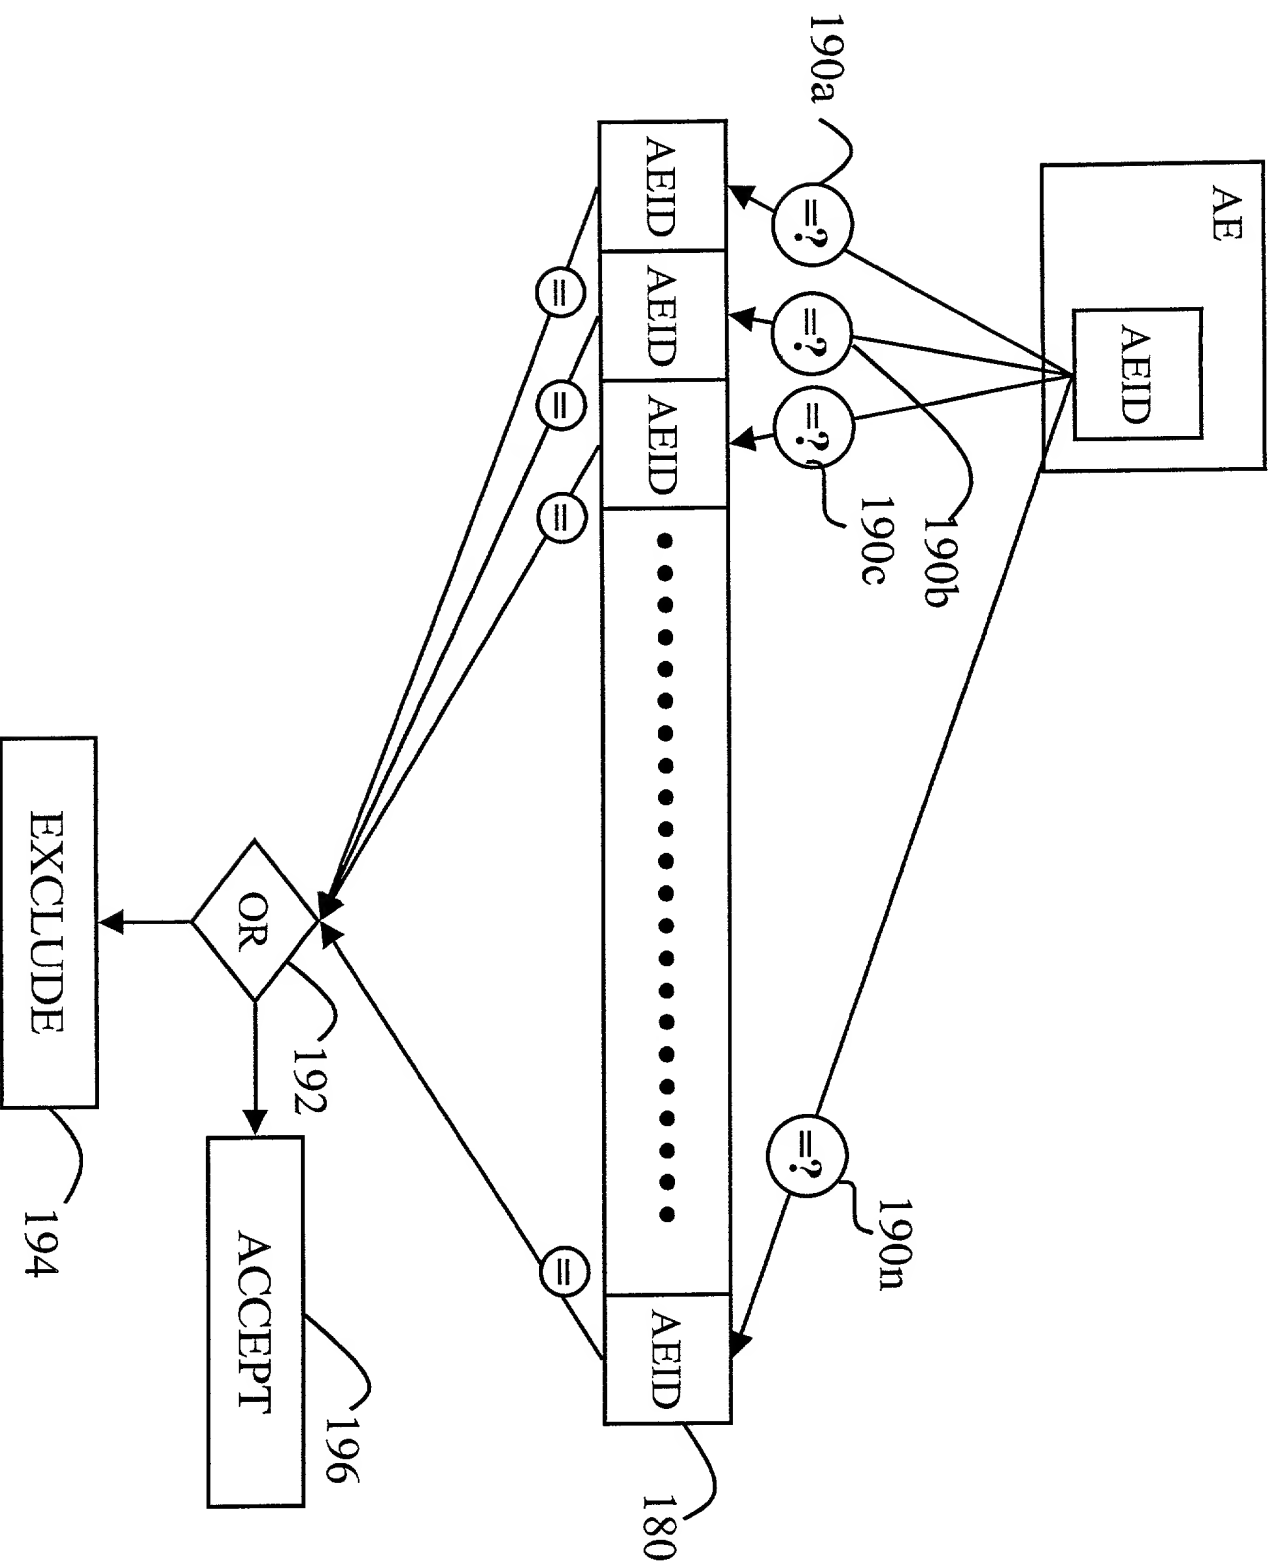 AE
AEID
190a
=?
=?
=?
190b
190c
=?
190n
AEID
AEID
AEID
AEID
180
=
=
=
=
OR
192
EXCLUDE
194
ACCEPT
196